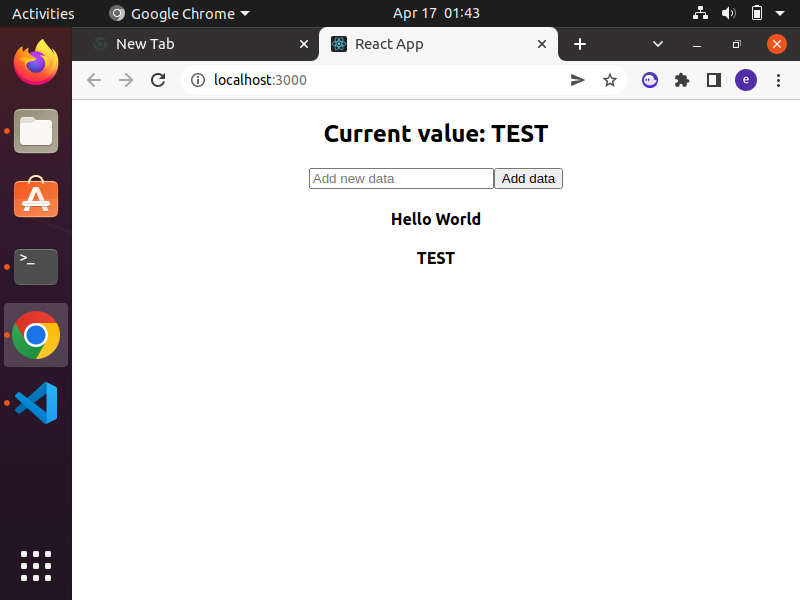 Activities Google Chrome Apr 17 01:43
New Tab React App
localhost:3000 e
Current value: TEST
Add new data Add data
Hello World
TEST
>_